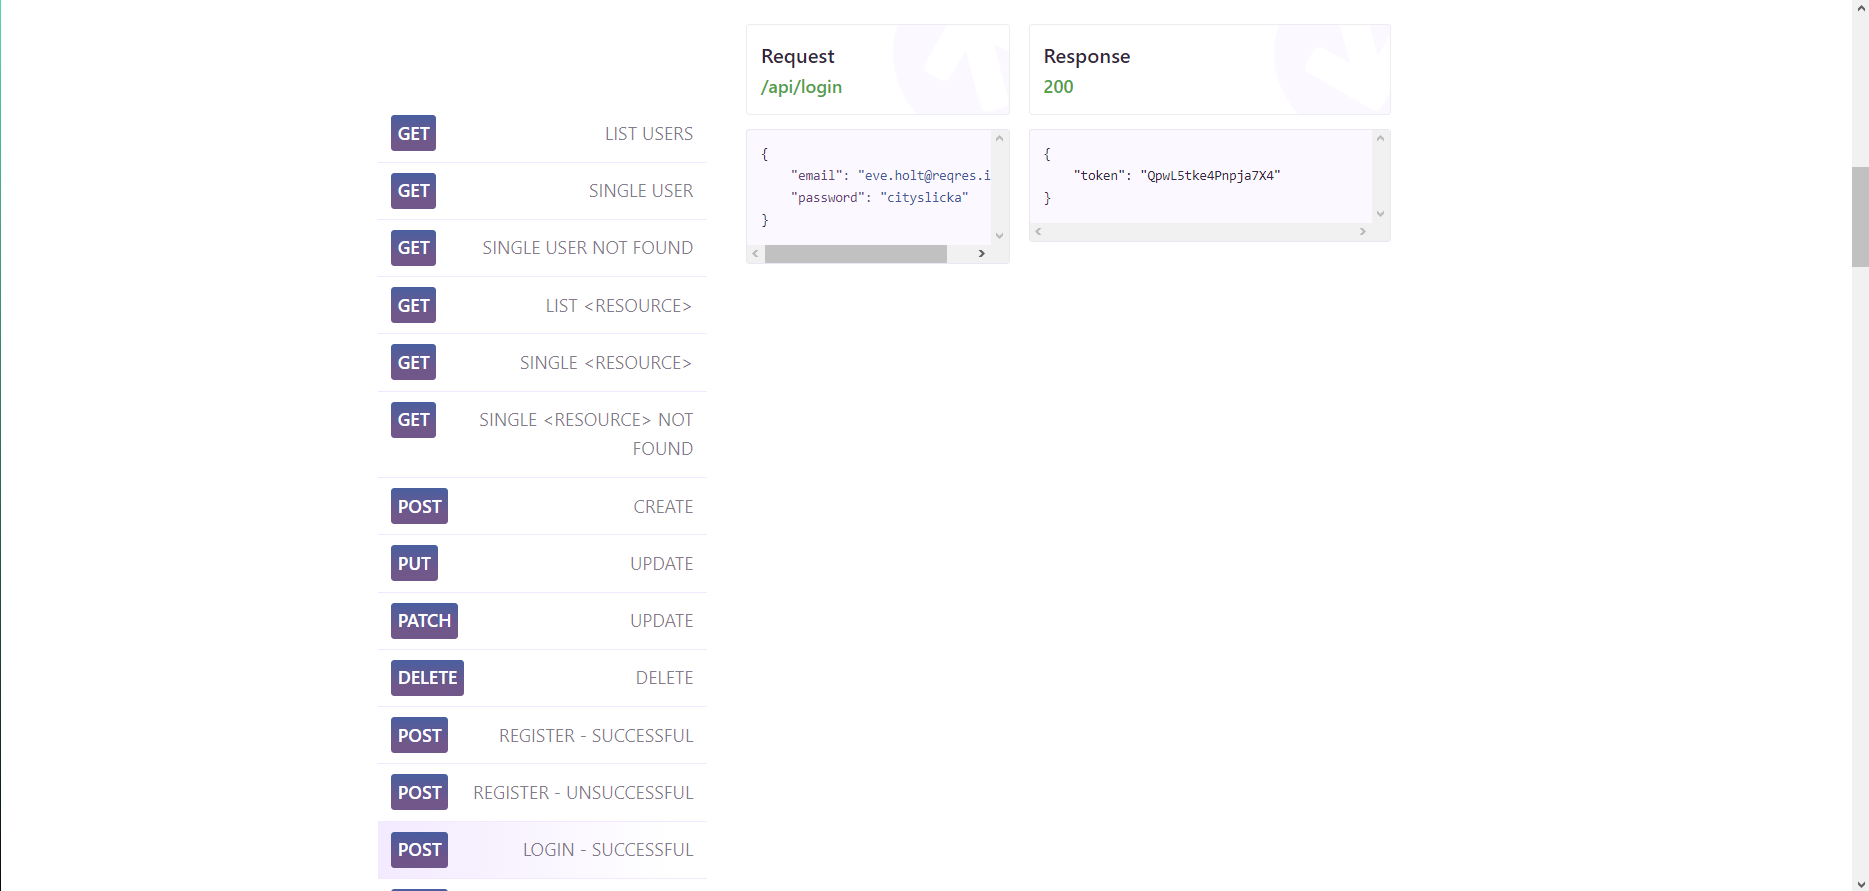 GET LIST USERS
GET SINGLE USER
GET SINGLE USER NOT FOUND
GET LIST <RESOURCE>
GET SINGLE <RESOURCE>
GET SINGLE <RESOURCE> NOT
FOUND
POST CREATE
PUT UPDATE
PATCH UPDATE
DELETE DELETE
POST REGISTER - SUCCESSFUL
POST REGISTER - UNSUCCESSFUL
POST LOGIN - SUCCESSFUL
Request
/api/login
{
"email": "eve.holt@reqres.i
"password": "cityslicka"
}
Response
200
{
"token": "QpwL5tke4Pnpja7X4"
}